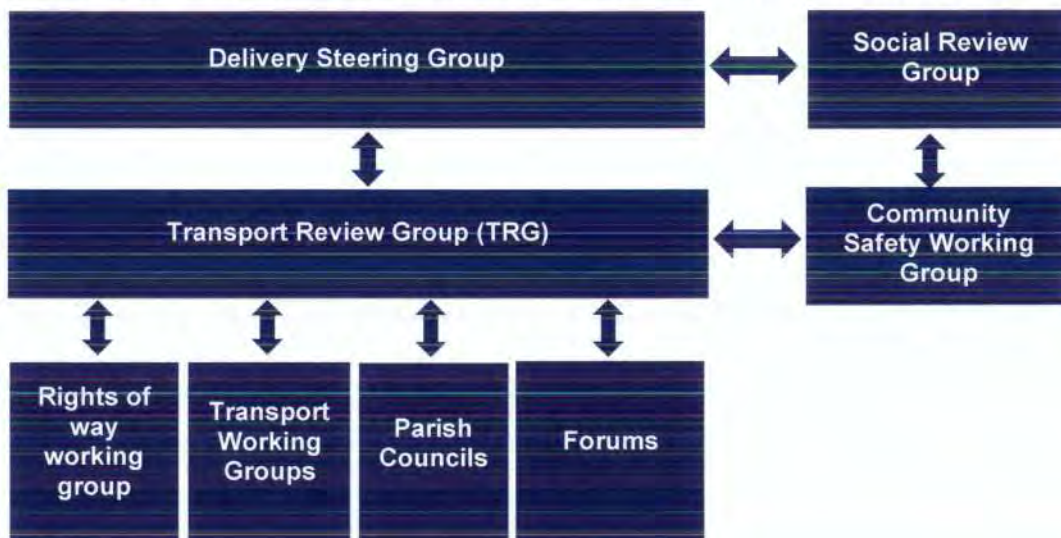 Delivery Steering Group
Social Review
Group
Transport Review Group (TRG)
Community
Safety Working
Group
Rights of
way
working
group
Transport
Working
Groups
Parish
Councils
Forums